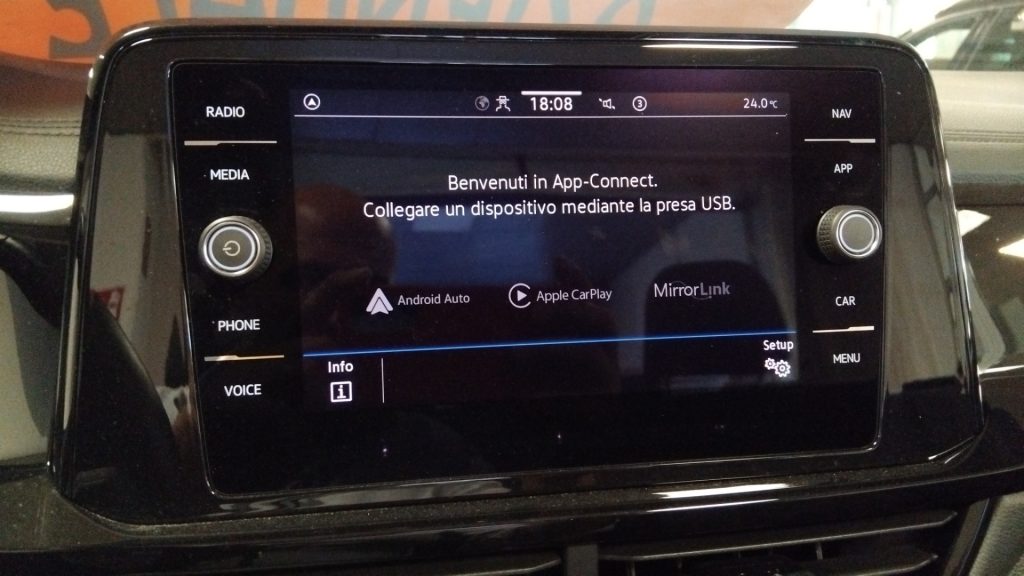 RADIO
MEDIA
PHONE
VOICE
18:08
3
24.0°C
Benvenuti in App-Connect.
Collegare un dispositivo mediante la presa USB.
Android Auto
Apple CarPlay
MirrorLink
Info
i
Setup
NAV
APP
CAR
MENU